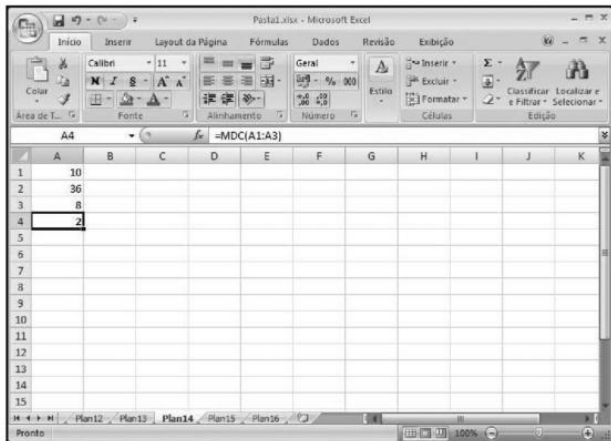 Pasta1.xlsx - Microsoft Excel
Início Inserir Layout da Página Fórmulas Dados Revisão Exibição
Colar
Calibri 11
N I S A A
Geral
% 000
Estilo
Inserir
Excluir
Formatar
Σ
Classificar e Filtrar
Localizar e Selecionar
Área de T... Fonte Alinhamento Número Células Edição
A4 fx =MDC(A1:A3)
A B C D E F G H I J K
1 10
2 36
3 8
4 2
5
6
7
8
9
10
11
12
13
14
15
Plan12 Plan13 Plan14 Plan15 Plan16
Pronto 100%